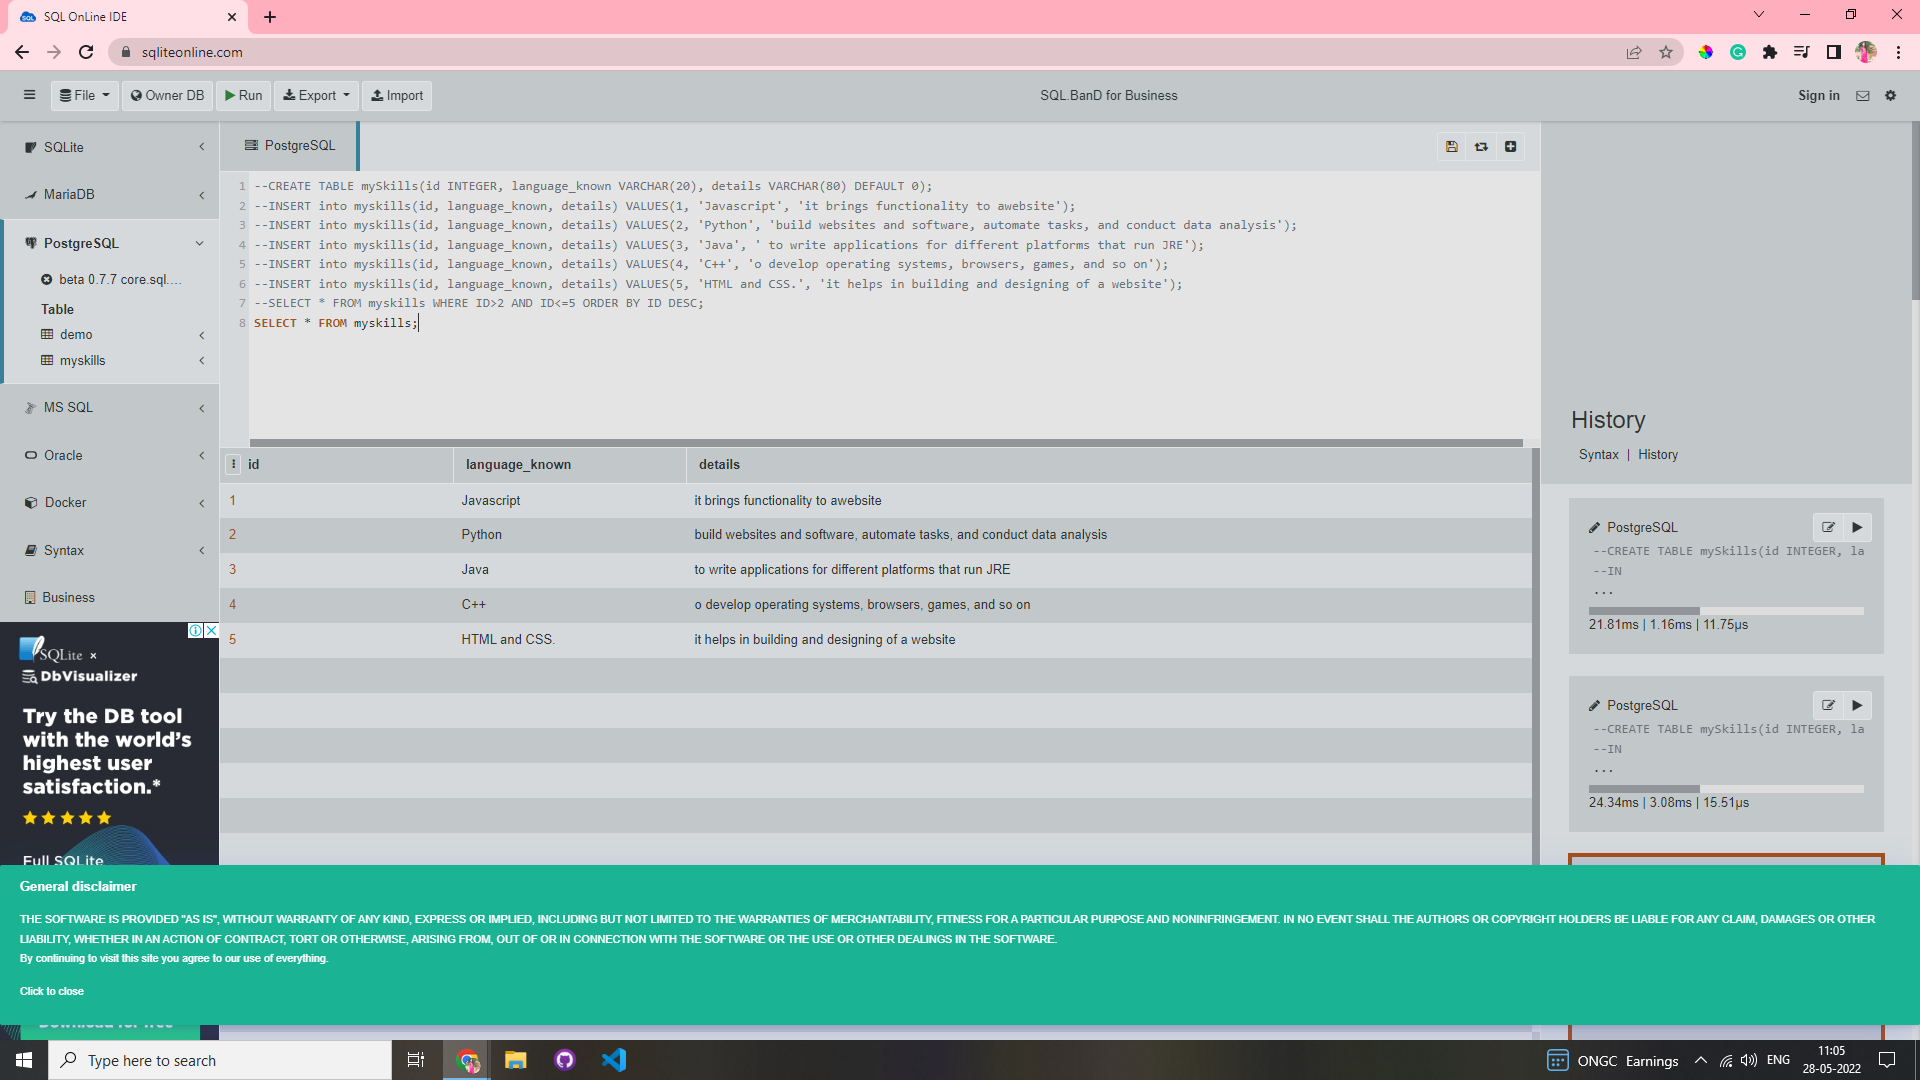 SQL OnLine IDE
sqliteonline.com
File
Owner DB
Run
Export
Import
SQL.BanD for Business
Sign in
SQLite
MariaDB
PostgreSQL
beta 0.7.7 core.sql....
Table
demo
myskills
MS SQL
Oracle
Docker
Syntax
Business
PostgreSQL
1 --CREATE TABLE mySkills(id INTEGER, language_known VARCHAR(20), details VARCHAR(80) DEFAULT 0);
2 --INSERT into myskills(id, language_known, details) VALUES(1, 'Javascript', 'it brings functionality to awebsite');
3 --INSERT into myskills(id, language_known, details) VALUES(2, 'Python', 'build websites and software, automate tasks, and conduct data analysis');
4 --INSERT into myskills(id, language_known, details) VALUES(3, 'Java', ' to write applications for different platforms that run JRE');
5 --INSERT into myskills(id, language_known, details) VALUES(4, 'C++', 'o develop operating systems, browsers, games, and so on');
6 --INSERT into myskills(id, language_known, details) VALUES(5, 'HTML and CSS.', 'it helps in building and designing of a website');
7 --SELECT * FROM myskills WHERE ID>2 AND ID<=5 ORDER BY ID DESC;
8 SELECT * FROM myskills;
id language_known details
1 Javascript it brings functionality to awebsite
2 Python build websites and software, automate tasks, and conduct data analysis
3 Java to write applications for different platforms that run JRE
4 C++ o develop operating systems, browsers, games, and so on
5 HTML and CSS. it helps in building and designing of a website
History
Syntax | History
PostgreSQL
--CREATE TABLE mySkills(id INTEGER, la
--IN
...
21.81ms | 1.16ms | 11.75µs
PostgreSQL
--CREATE TABLE mySkills(id INTEGER, la
--IN
...
24.34ms | 3.08ms | 15.51µs
SQLite ×
DbVisualizer
Try the DB tool
with the world's
highest user
satisfaction.*
Full SQLite
General disclaimer
THE SOFTWARE IS PROVIDED "AS IS", WITHOUT WARRANTY OF ANY KIND, EXPRESS OR IMPLIED, INCLUDING BUT NOT LIMITED TO THE WARRANTIES OF MERCHANTABILITY, FITNESS FOR A PARTICULAR PURPOSE AND NONINFRINGEMENT. IN NO EVENT SHALL THE AUTHORS OR COPYRIGHT HOLDERS BE LIABLE FOR ANY CLAIM, DAMAGES OR OTHER
LIABILITY, WHETHER IN AN ACTION OF CONTRACT, TORT OR OTHERWISE, ARISING FROM, OUT OF OR IN CONNECTION WITH THE SOFTWARE OR THE USE OR OTHER DEALINGS IN THE SOFTWARE.
By continuing to visit this site you agree to our use of everything.
Click to close
Download for free
Type here to search
ONGC Earnings
ENG
11:05
28-05-2022